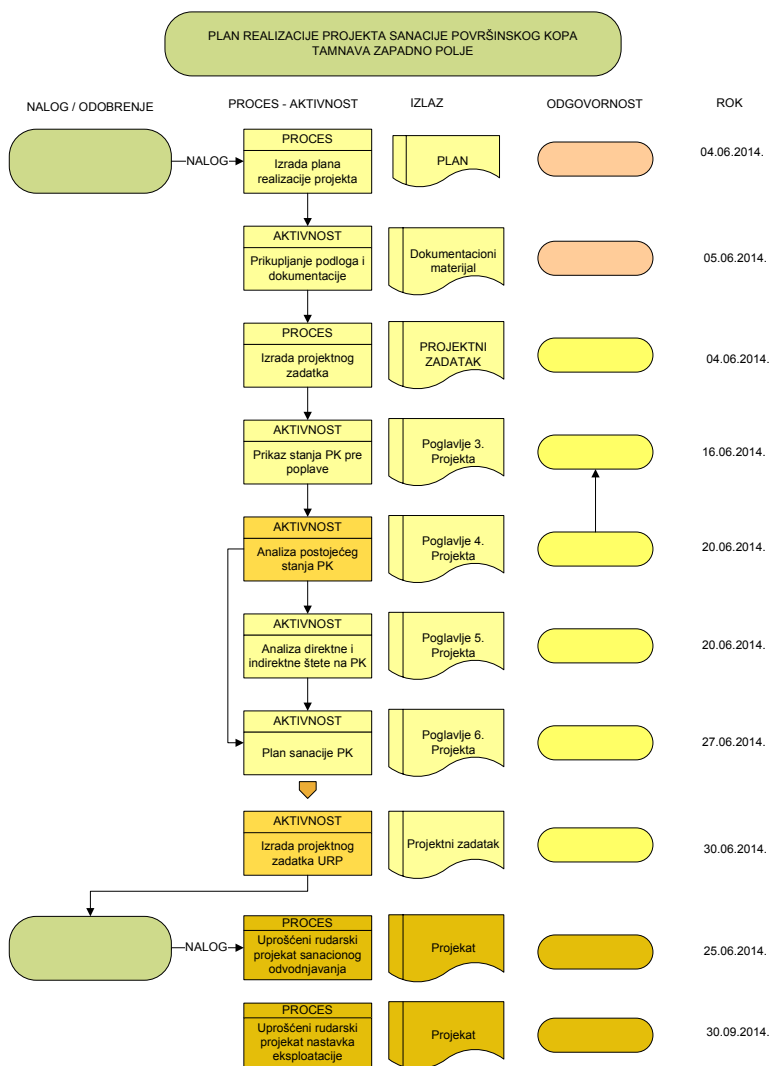 PLAN REALIZACIJE PROJEKTA SANACIJE POVRŠINSKOG KOPA
TAMNAVA ZAPADNO POLJE
NALOG / ODOBRENJE
PROCES - AKTIVNOST
IZLAZ
ODGOVORNOST
ROK
NALOG
PROCES
Izrada plana
realizacije projekta
PLAN
04.06.2014.
AKTIVNOST
Prikupljanje podloga i
dokumentacije
Dokumentacioni
materijal
05.06.2014.
PROCES
Izrada projektnog
zadatka
PROJEKTNI
ZADATAK
04.06.2014.
AKTIVNOST
Prikaz stanja PK pre
poplave
Poglavlje 3.
Projekta
16.06.2014.
AKTIVNOST
Analiza postojećeg
stanja PK
Poglavlje 4.
Projekta
20.06.2014.
AKTIVNOST
Analiza direktne i
indirektne štete na PK
Poglavlje 5.
Projekta
20.06.2014.
AKTIVNOST
Plan sanacije PK
Poglavlje 6.
Projekta
27.06.2014.
AKTIVNOST
Izrada projektnog
zadatka URP
Projektni zadatak
30.06.2014.
NALOG
PROCES
Uprošćeni rudarski
projekat sanacionog
odvodnjavanja
Projekat
25.06.2014.
PROCES
Uprošćeni rudarski
projekat nastavka
eksploatacije
Projekat
30.09.2014.